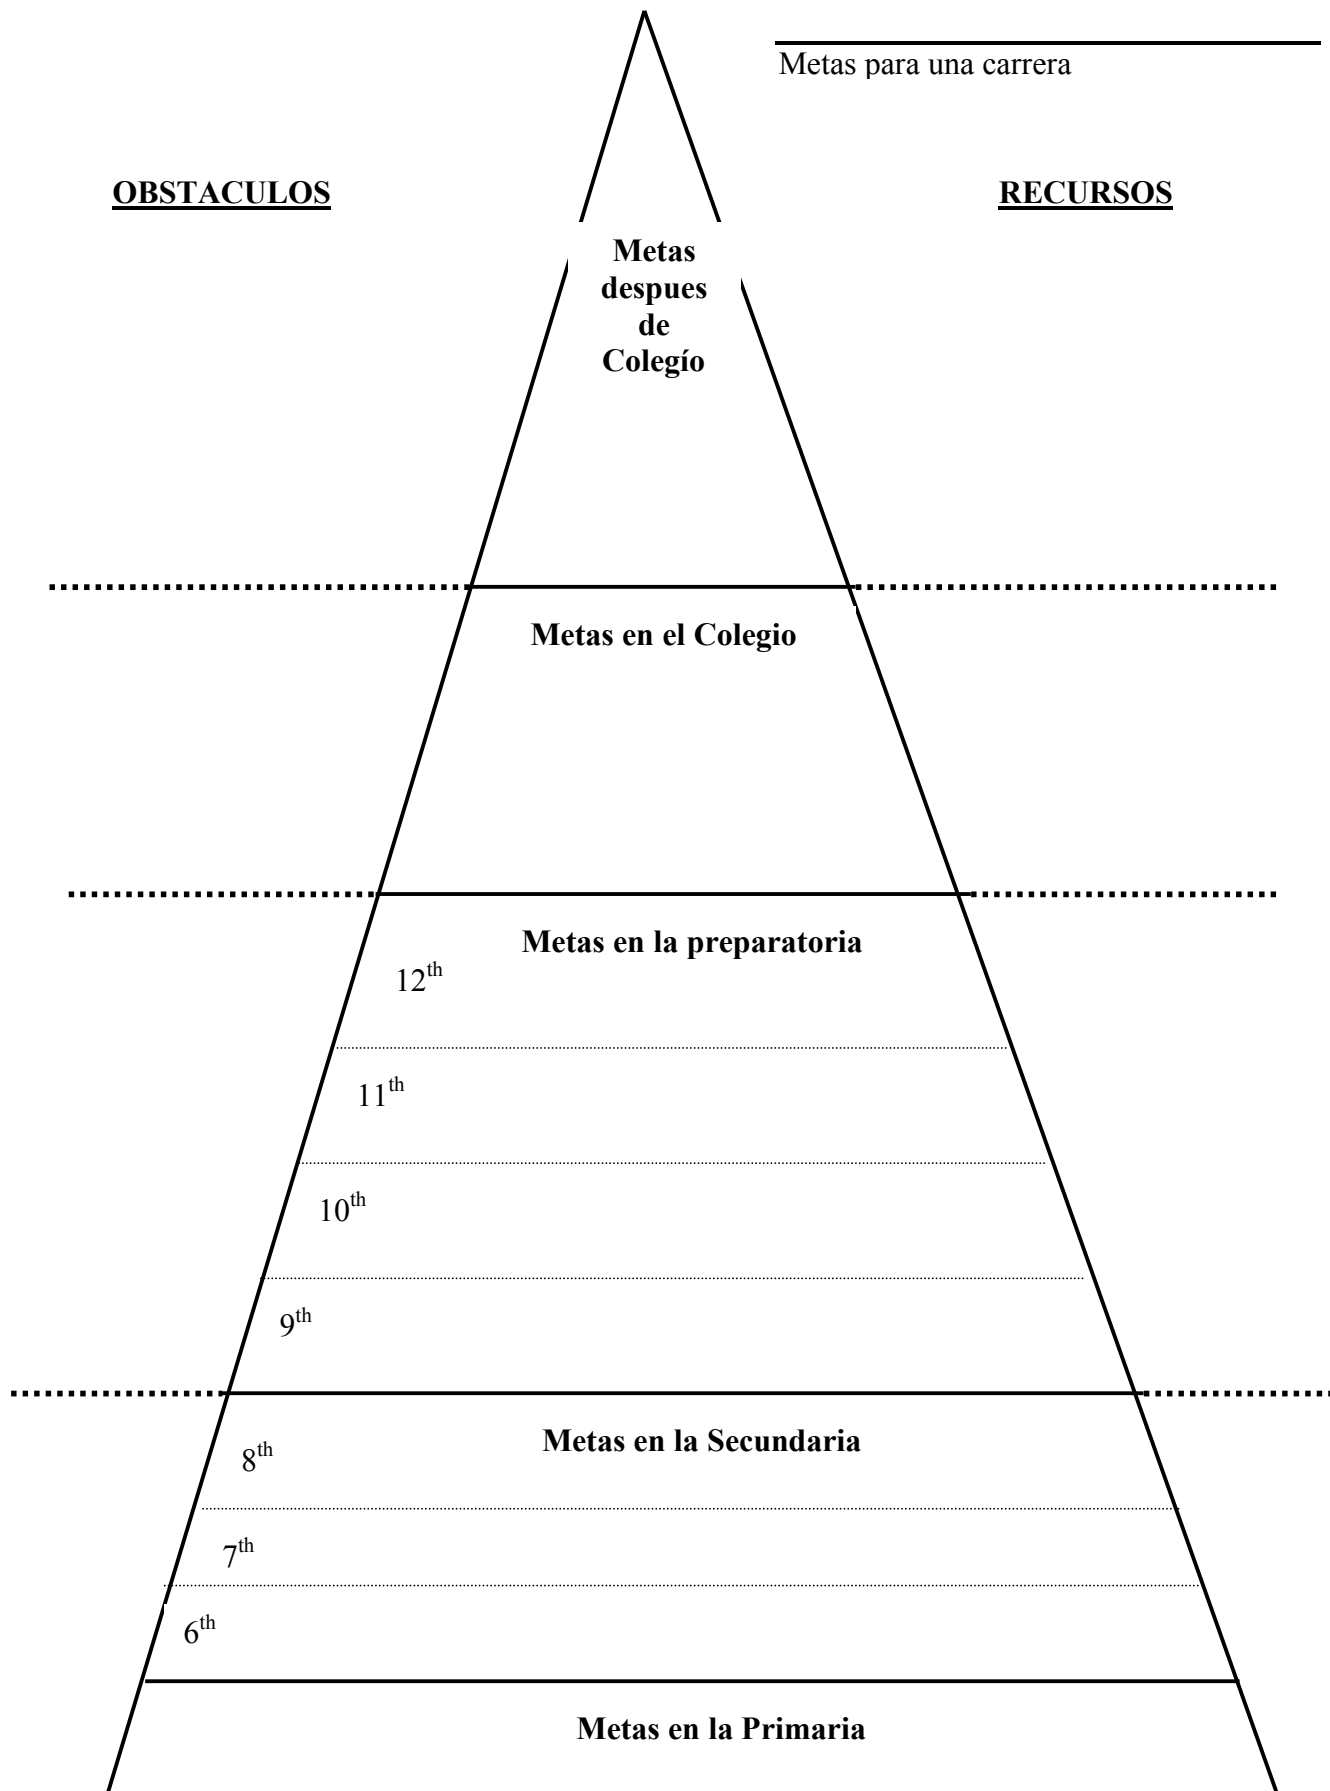 Metas para una carrera
OBSTACULOS
RECURSOS
Metas
despues
de
Colegío
Metas en el Colegio
Metas en la preparatoria
12th
11th
10th
9th
Metas en la Secundaria
8th
7th
6th
Metas en la Primaria